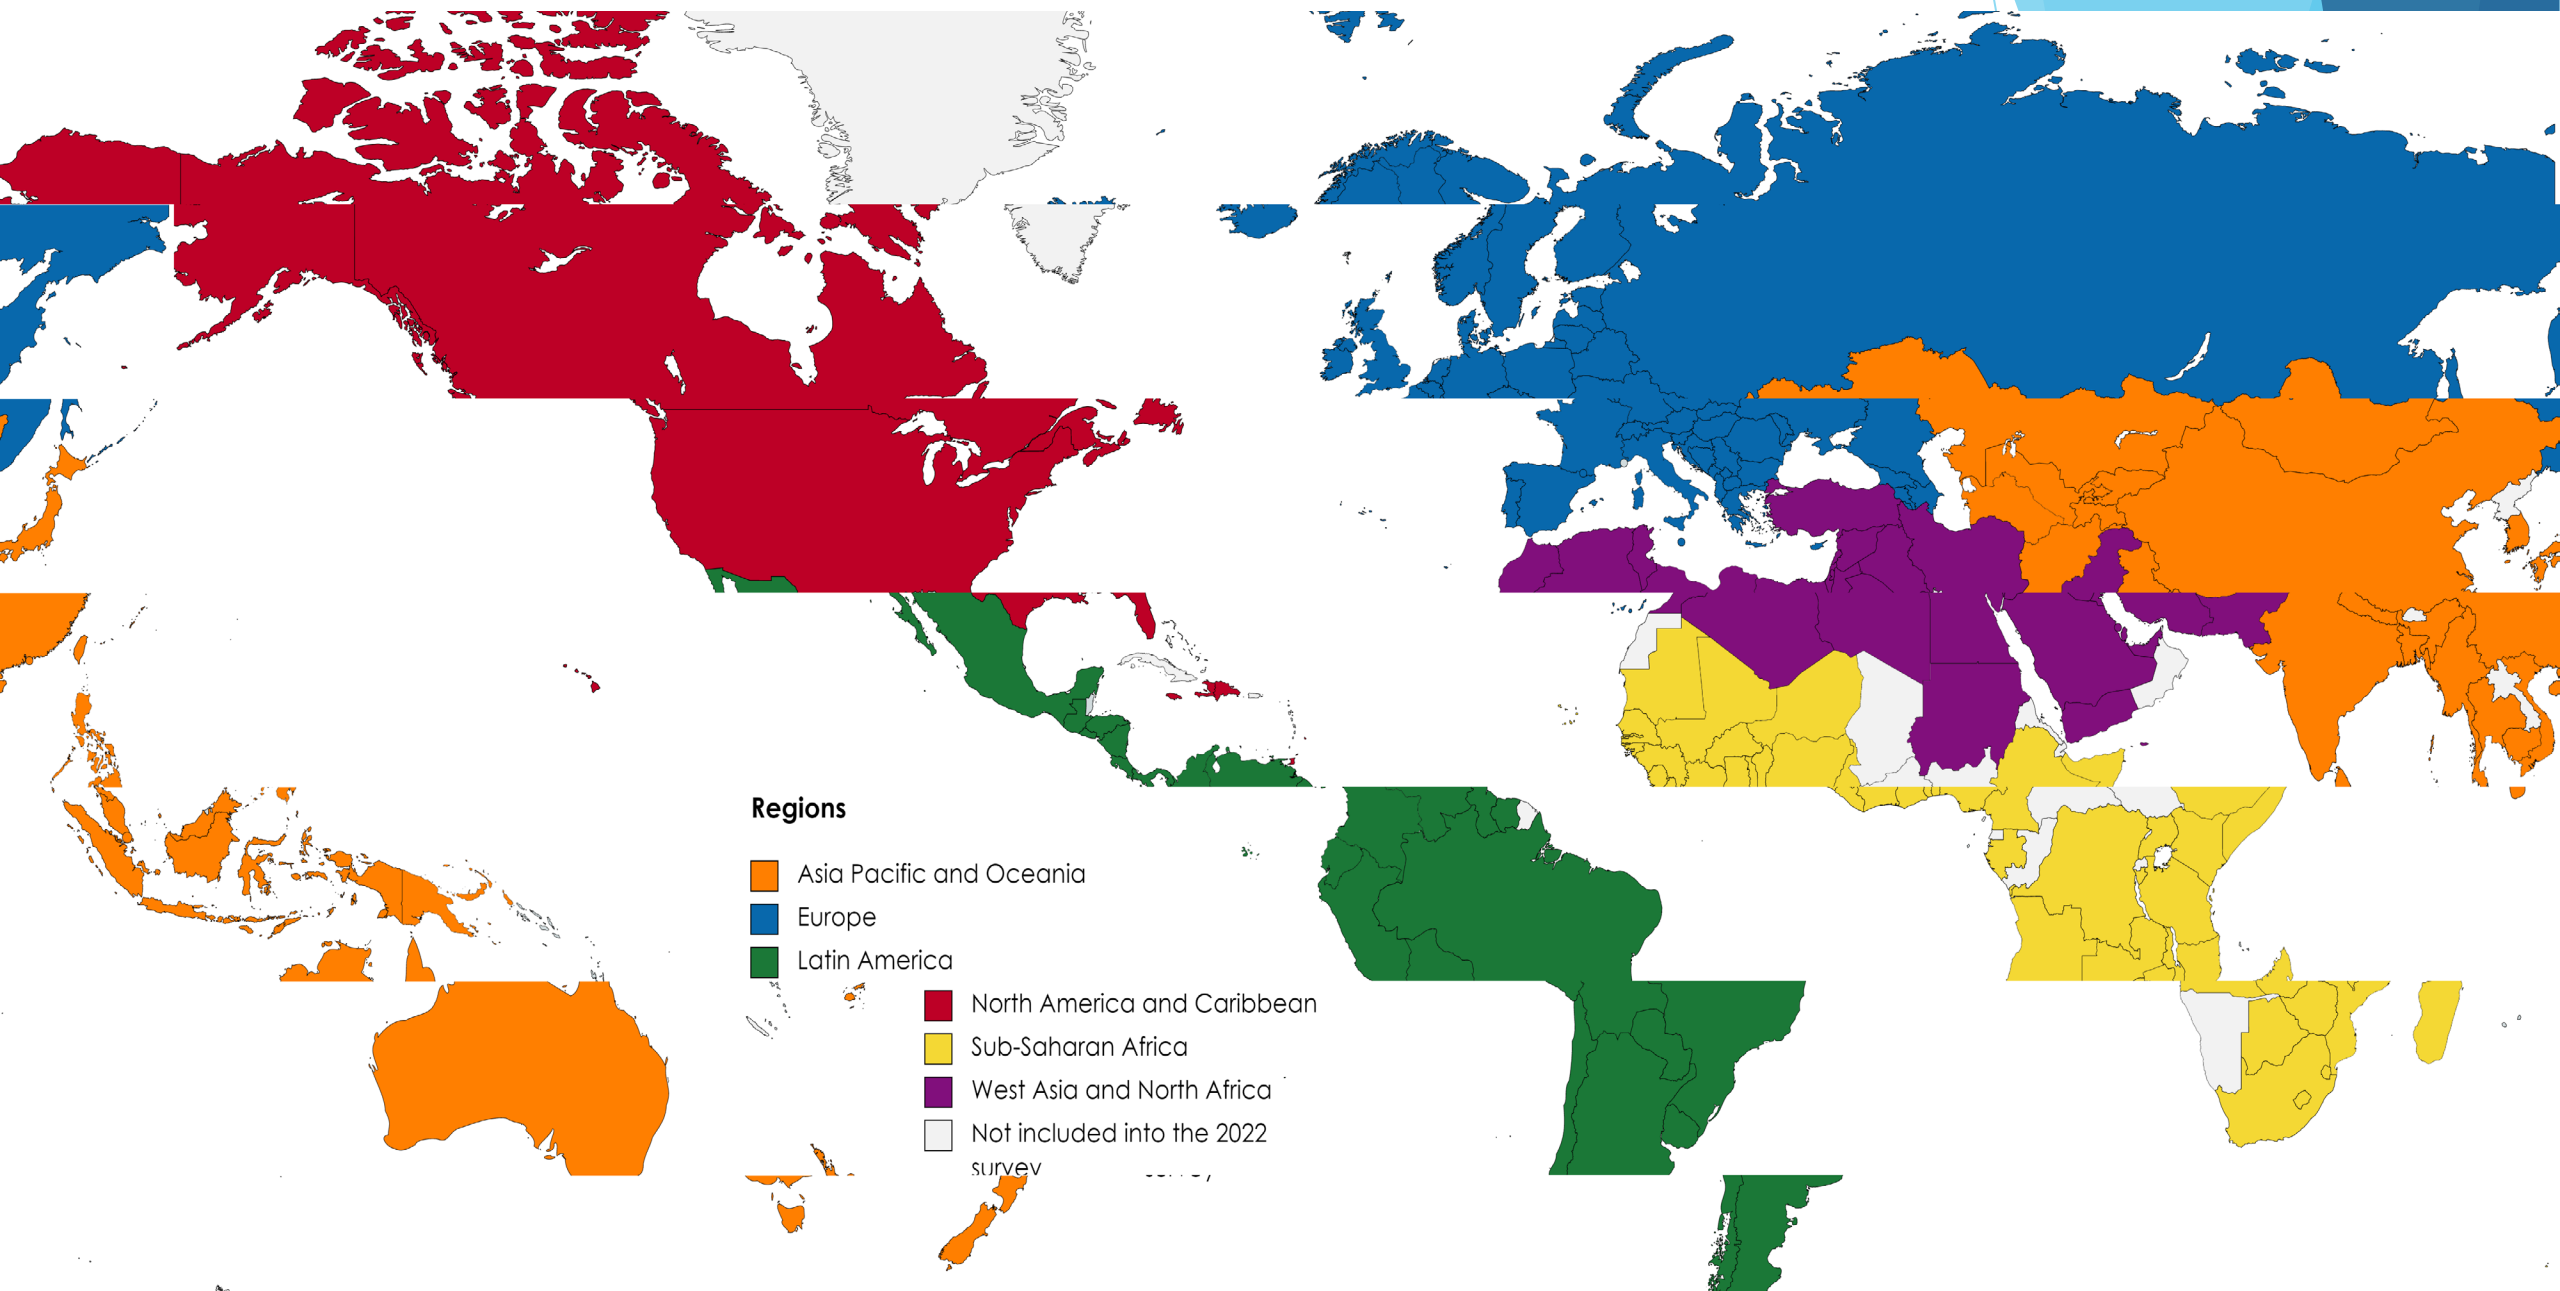 Regions
Asia Pacific and Oceania
Europe
Latin America
North America and Caribbean
Sub-Saharan Africa
West Asia and North Africa
Not included into the 2022
survey